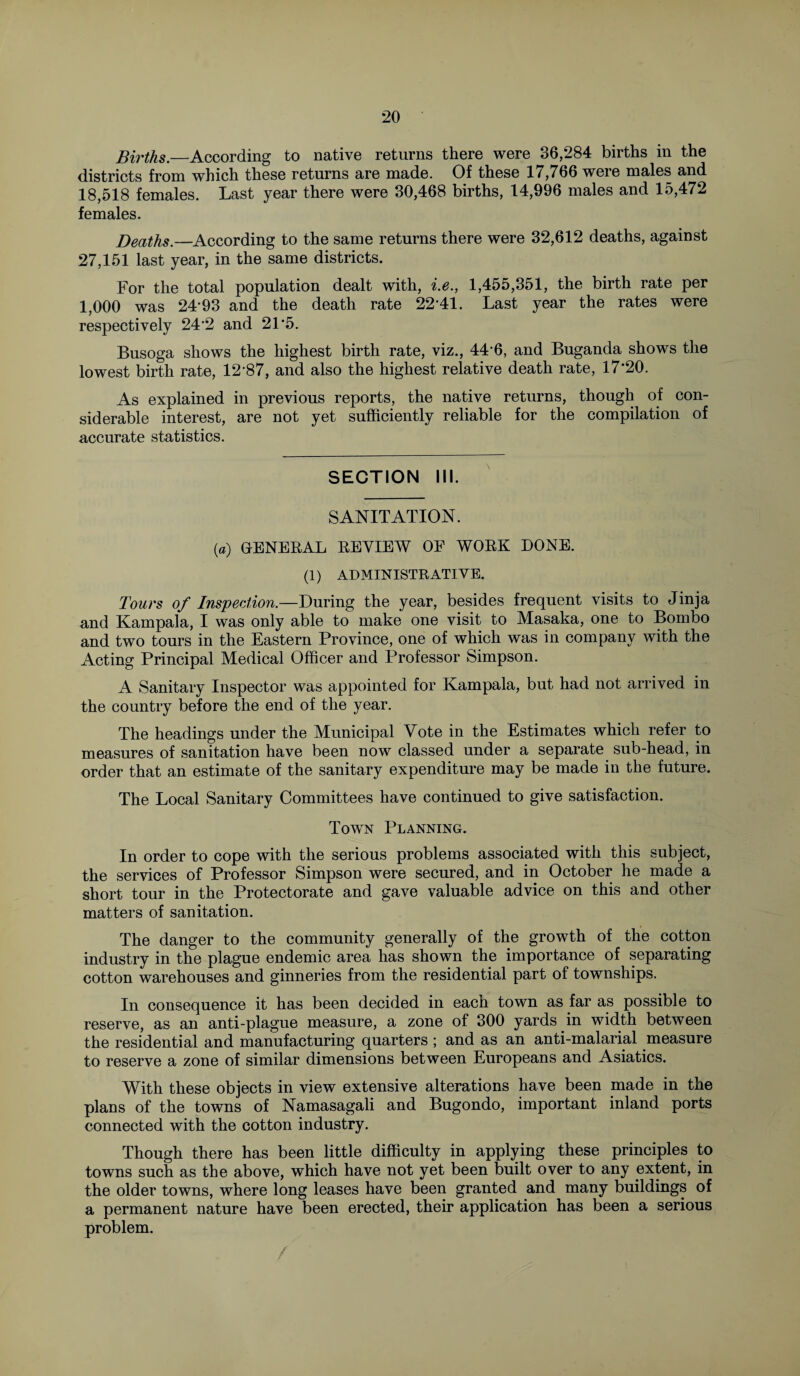 20
Births.—According to native returns there were 36,284 births in the
districts from which these returns are made. Of these 17,766 were males and
18,518 females. Last year there were 30,468 births, 14,996 males and 15,472
females.
Deaths.—According to the same returns there were 32,612 deaths, against
27,151 last year, in the same districts.
For the total population dealt with, i.e., 1,455,351, the birth rate per
1,000 was 24·93 and the death rate 22·41. Last year the rates were
respectively 24·2 and 21·5.
Busoga shows the highest birth rate, viz., 44·6, and Buganda shows the
lowest birth rate, 12·87, and also the highest relative death rate, 17·20.
As explained in previous reports, the native returns, though of con-
siderable interest, are not yet sufficiently reliable for the compilation of
accurate statistics.
SECTION III.
SANITATION.
(a) GENERAL REVIEW OF WORK DONE.
(1) ADMINISTRATIVE.
Tours of Inspection.—During the year, besides frequent visits to Jinja
and Kampala, I was only able to make one visit to Masaka, one to Bombo
and two tours in the Eastern Province, one of which was in company with the
Acting Principal Medical Officer and Professor Simpson.
A Sanitary Inspector was appointed for Kampala, but had not arrived in
the country before the end of the year.
The headings under the Municipal Vote in the Estimates which refer to
measures of sanitation have been now classed under a separate sub-head, in
order that an estimate of the sanitary expenditure may be made in the future.
The Local Sanitary Committees have continued to give satisfaction.
TOWN PLANNING.
In order to cope with the serious problems associated with this subject,
the services of Professor Simpson were secured, and in October he made a
short tour in the Protectorate and gave valuable advice on this and other
matters of sanitation.
The danger to the community generally of the growth of the cotton
industry in the plague endemic area has shown the importance of separating
cotton warehouses and ginneries from the residential part of townships.
In consequence it has been decided in each town as far as possible to
reserve, as an anti-plague measure, a zone of 300 yards in width between
the residential and manufacturing quarters ; and as an anti-malarial measure
to reserve a zone of similar dimensions between Europeans and Asiatics.
With these objects in view extensive alterations have been made in the
plans of the towns of Namasagali and Bugondo, important inland ports
connected with the cotton industry.
Though there has been little difficulty in applying these principles to
towns such as the above, which have not yet been built over to any extent, in
the older towns, where long leases have been granted and many buildings of
a permanent nature have been erected, their application has been a serious
problem.